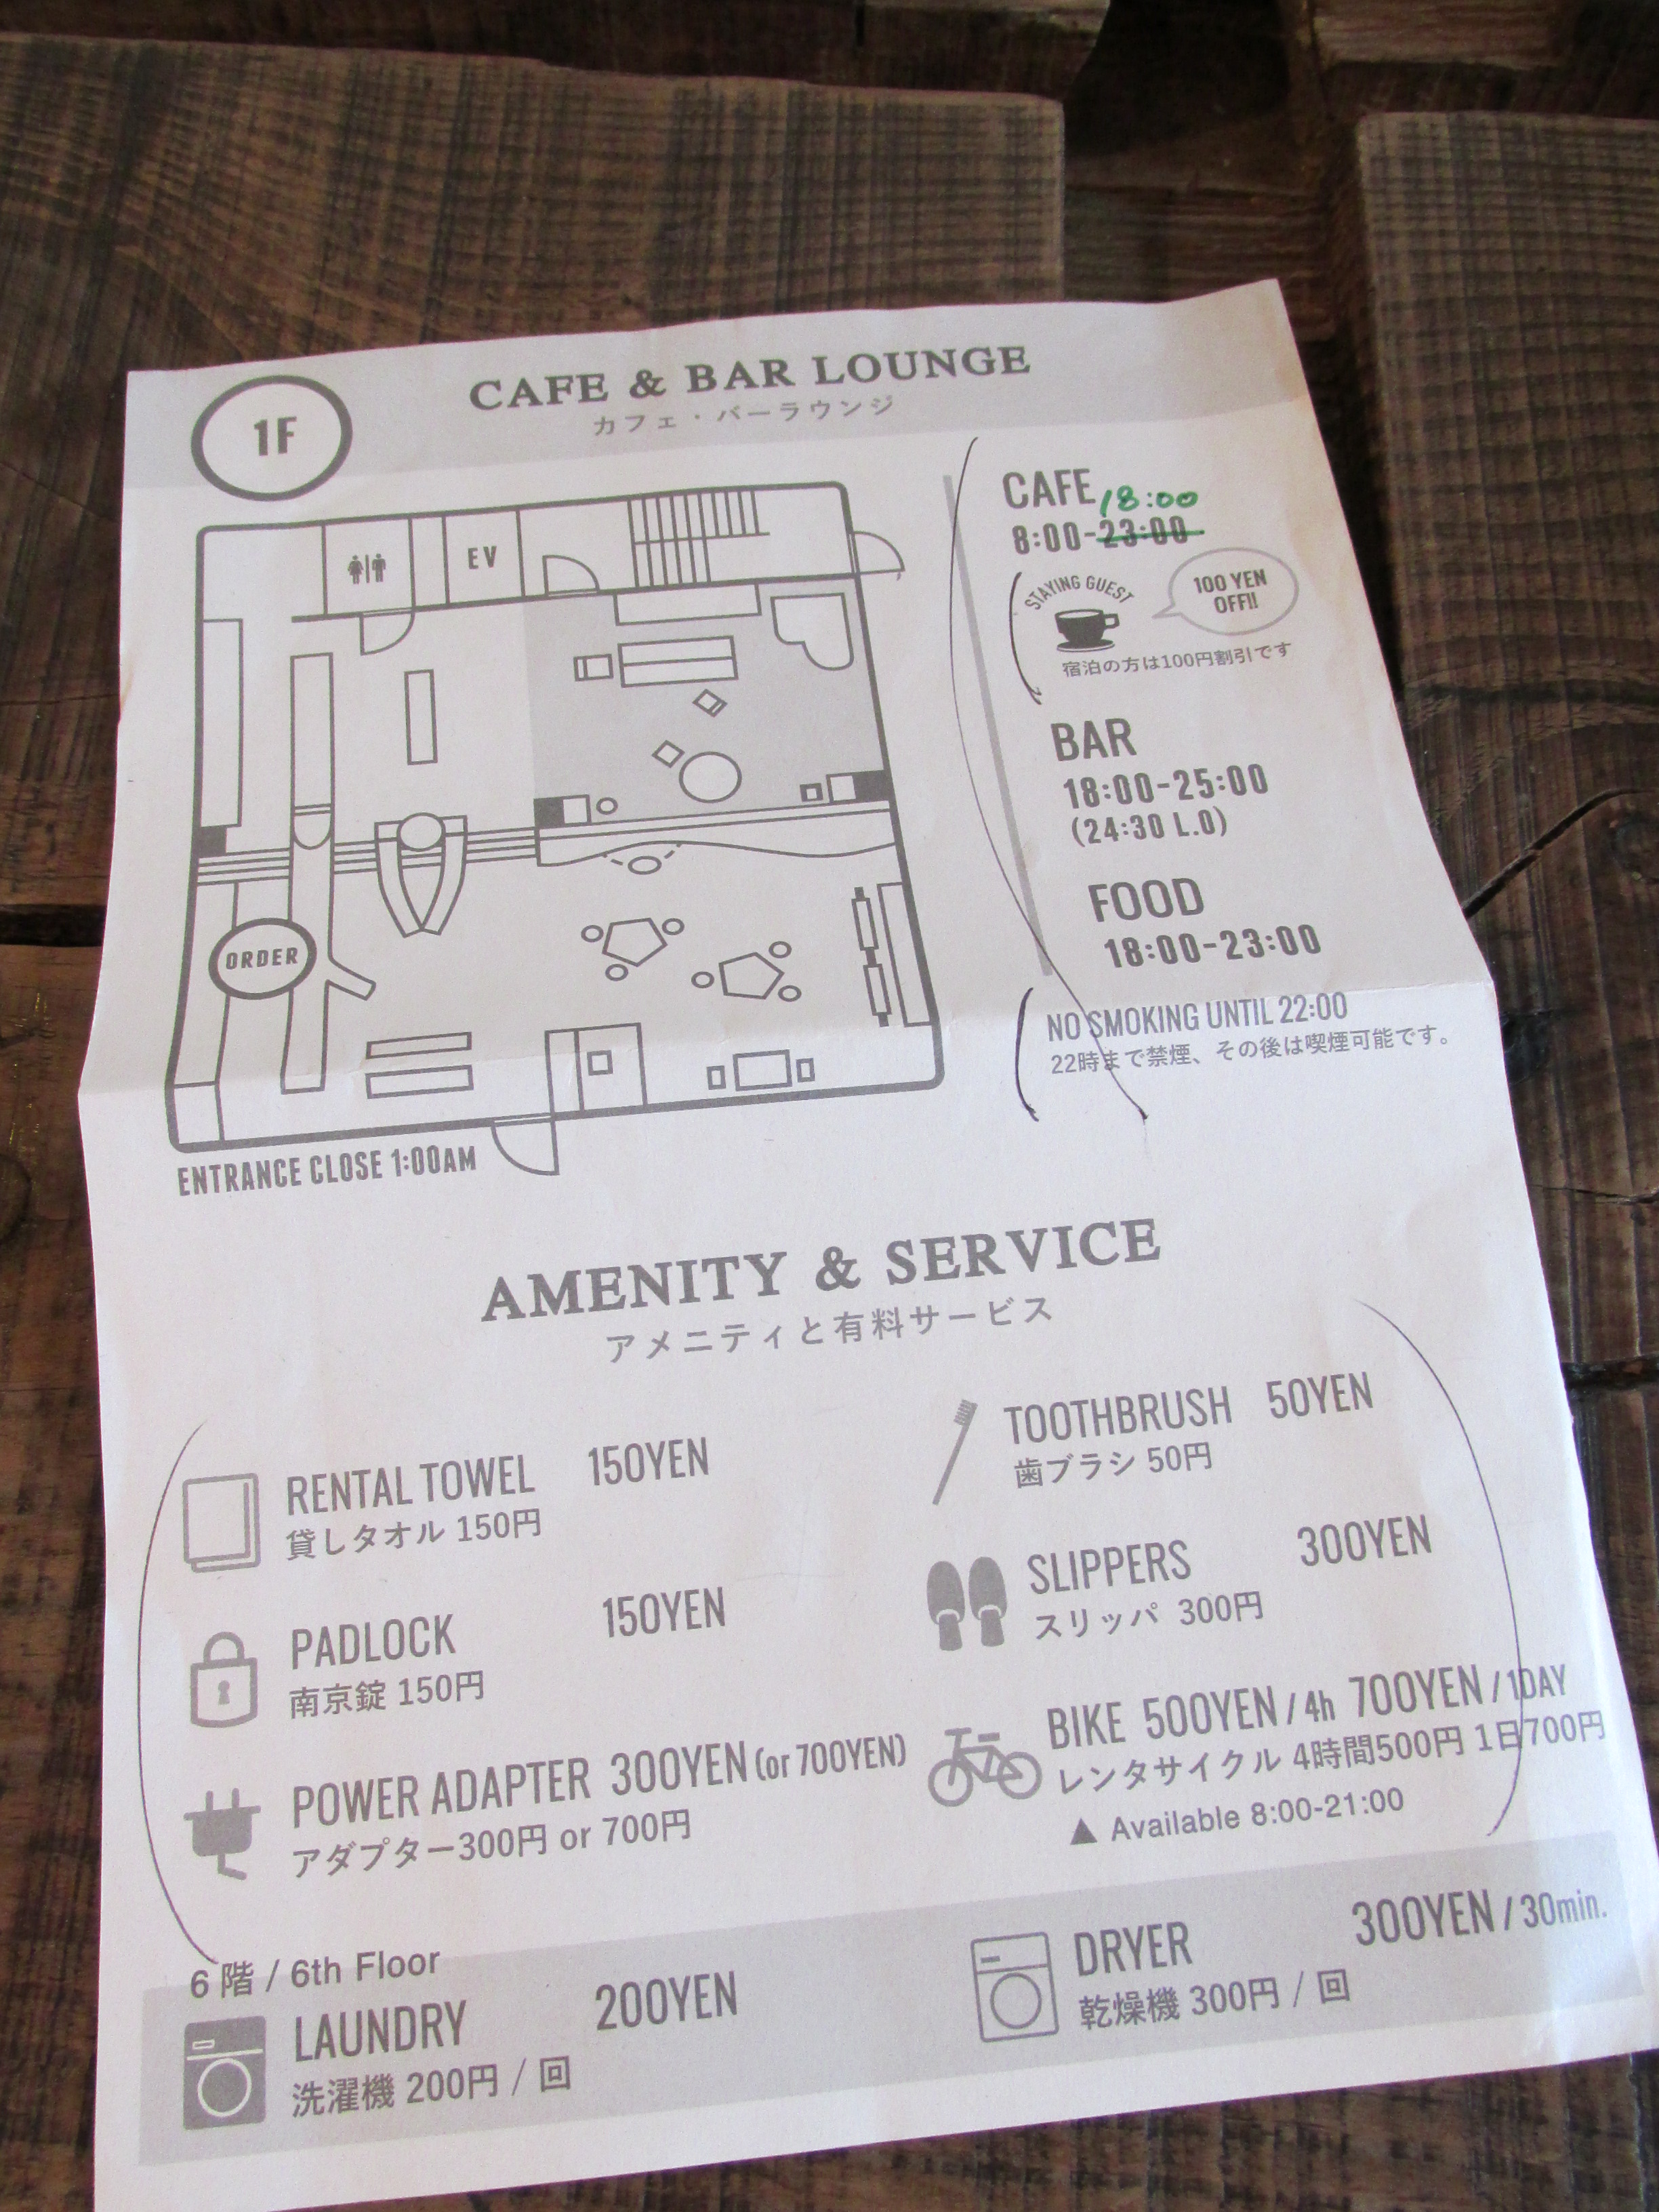 1F
CAFE & BAR LOUNGE
カフェ・バーラウンジ
EV
ORDER
ENTRANCE CLOSE 1:00AM
CAFE
18:00
8:00-23:00
STAYING GUEST
100 YEN
OFF!!
宿泊の方は100円割引です
BAR
18:00-25:00
(24:30 L.O)
FOOD
18:00-23:00
NO SMOKING UNTIL 22:00
22時まで禁煙、その後は喫煙可能です。
AMENITY & SERVICE
アメニティと有料サービス
RENTAL TOWEL 150YEN
貸しタオル 150円
PADLOCK 150YEN
南京錠 150円
POWER ADAPTER 300YEN (or 700YEN)
アダプター300円 or 700円
TOOTHBRUSH 50YEN
歯ブラシ 50円
SLIPPERS 300YEN
スリッパ 300円
BIKE 500YEN / 4h 700YEN / 1DAY
レンタサイクル 4時間500円 1日700円
▲ Available 8:00-21:00
6 階 / 6th Floor
LAUNDRY 200YEN
洗濯機 200円 / 回
DRYER 300YEN / 30min.
乾燥機 300円 / 回